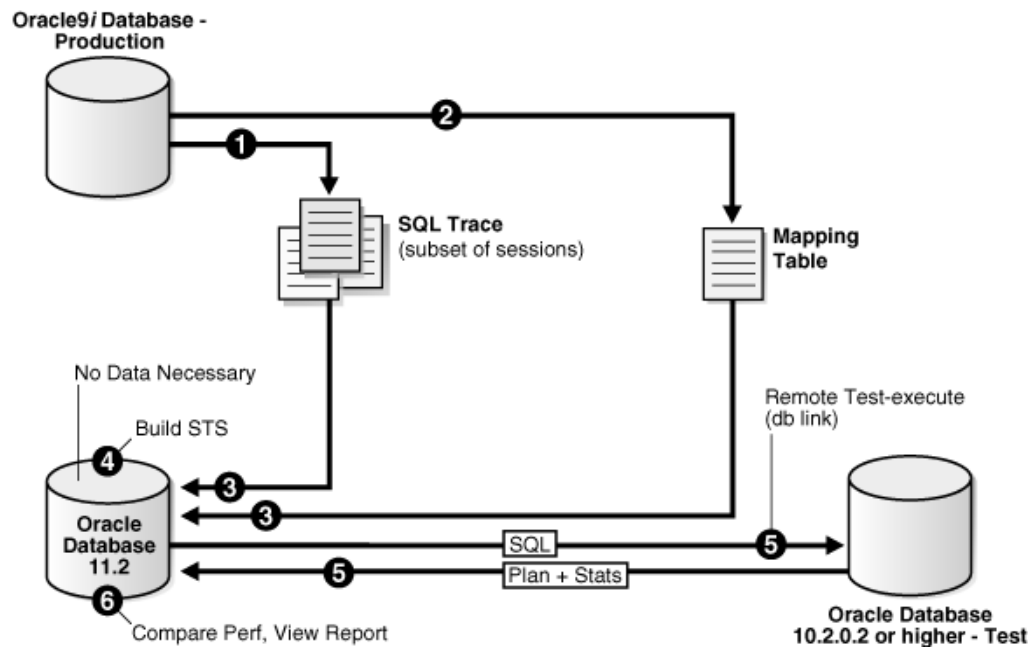 Oracle9i Database -
Production
2
1
SQL Trace
(subset of sessions)
Mapping
Table
No Data Necessary
Build STS
Remote Test-execute
(db link)
4
3
3
Oracle
Database
11.2
SQL
5
5
Plan + Stats
6
Compare Perf, View Report
Oracle Database
10.2.0.2 or higher - Test